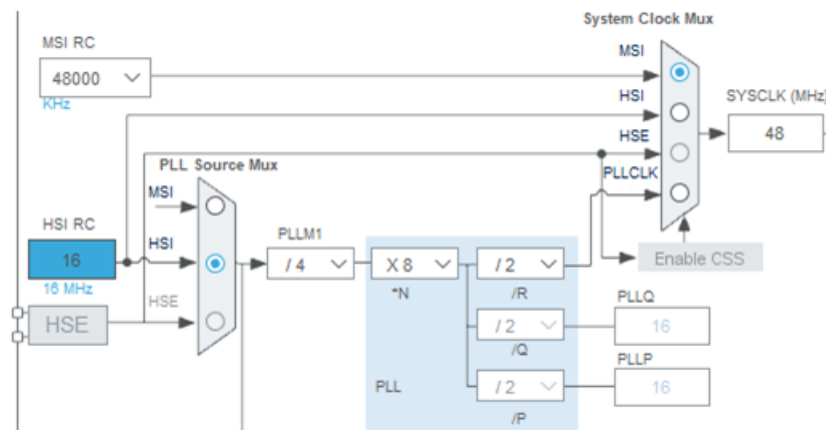 System Clock Mux
MSI RC
48000
KHz
MSI
HSI
HSE
PLLCLK
SYSCLK (MHz)
48
Enable CSS
PLL Source Mux
MSI
HSI
HSE
HSI RC
16
16 MHz
HSE
PLLM1
/ 4
X 8
*N
/ 2
/R
/ 2
/Q
/ 2
/P
PLL
PLLQ
16
PLLP
16